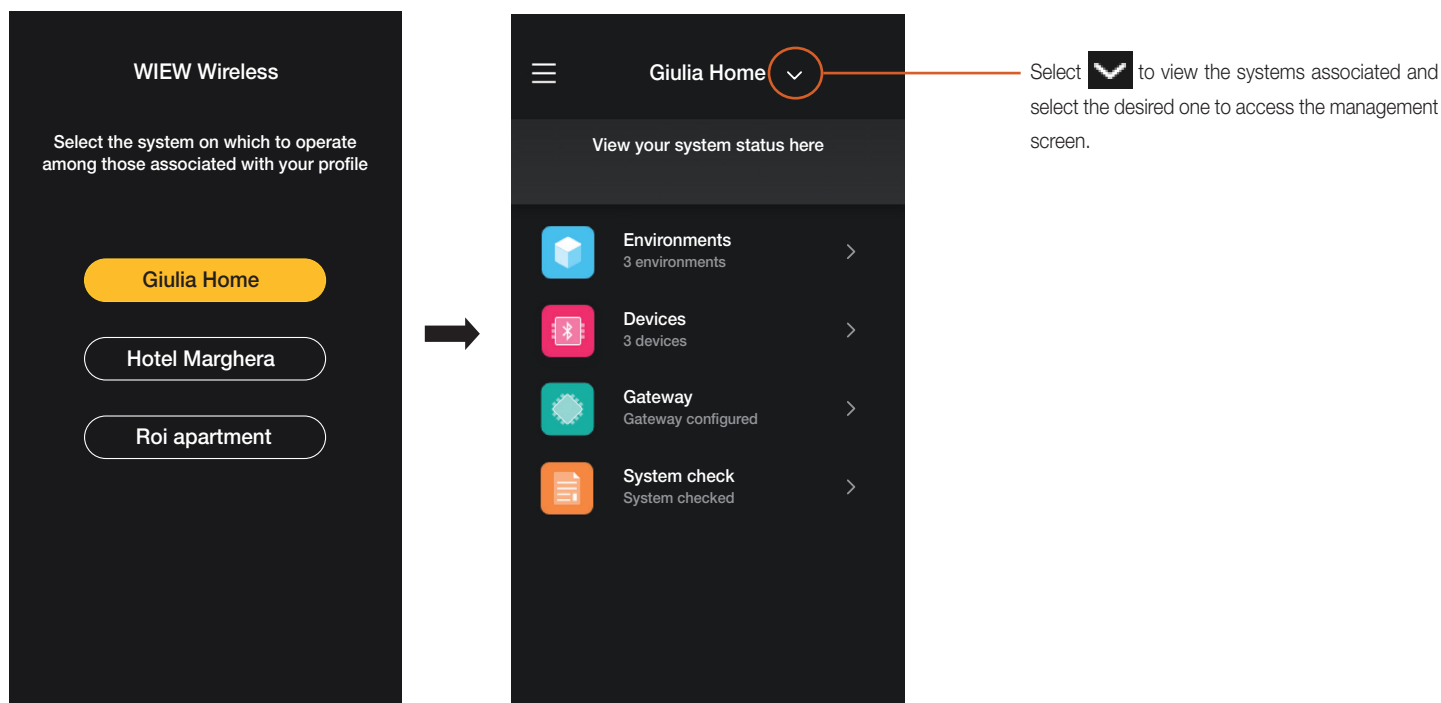 WIEW Wireless
Select the system on which to operate
among those associated with your profile
Giulia Home
Hotel Marghera
Roi apartment
Giulia Home
View your system status here
Environments
3 environments
Devices
3 devices
Gateway
Gateway configured
System check
System checked
Select to view the systems associated and
select the desired one to access the management
screen.